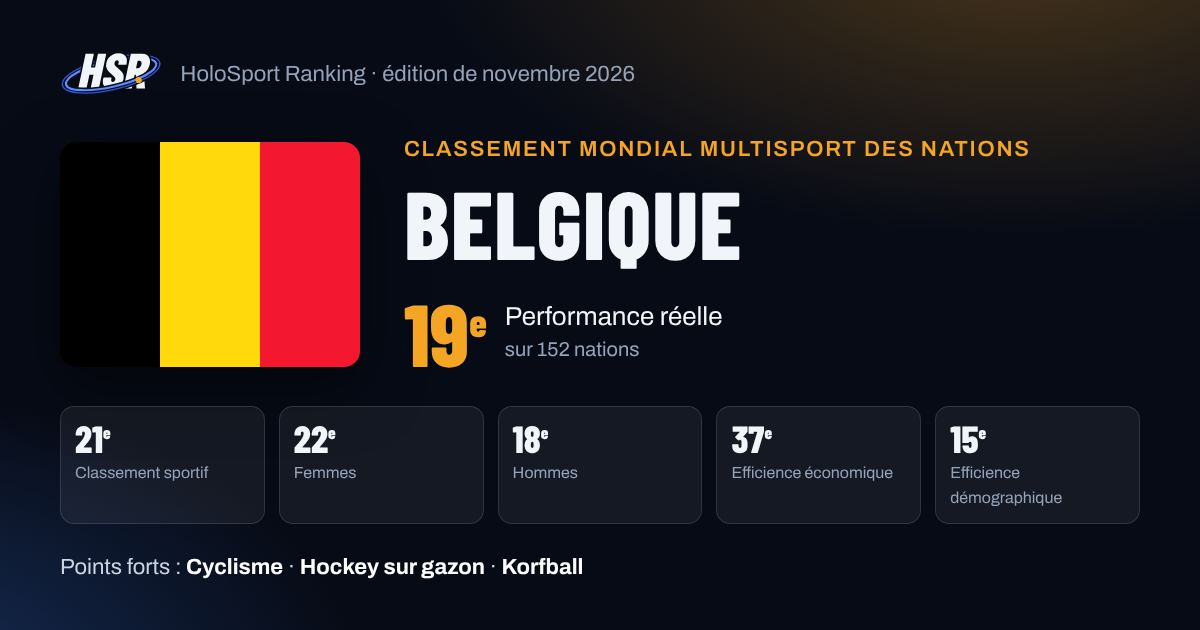 HSR
HoloSport Ranking · édition de novembre 2026
CLASSEMENT MONDIAL MULTISPORT DES NATIONS
BELGIQUE
19e
Performance réelle
sur 152 nations
21e
Classement sportif
22e
Femmes
18e
Hommes
37e
Efficience économique
15e
Efficience
démographique
Points forts : Cyclisme · Hockey sur gazon · Korfball